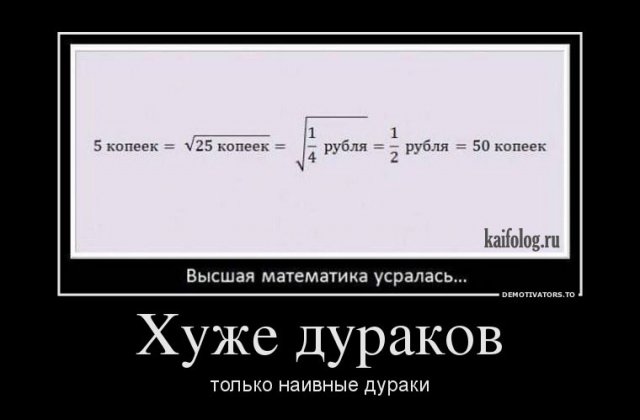 5 копеек = √25 копеек = √1/4 рубля = 1/2 рубля = 50 копеек
kaifolog.ru
Высшая математика усралась...
DEMOTIVATORS.TO
Хуже дураков
только наивные дураки